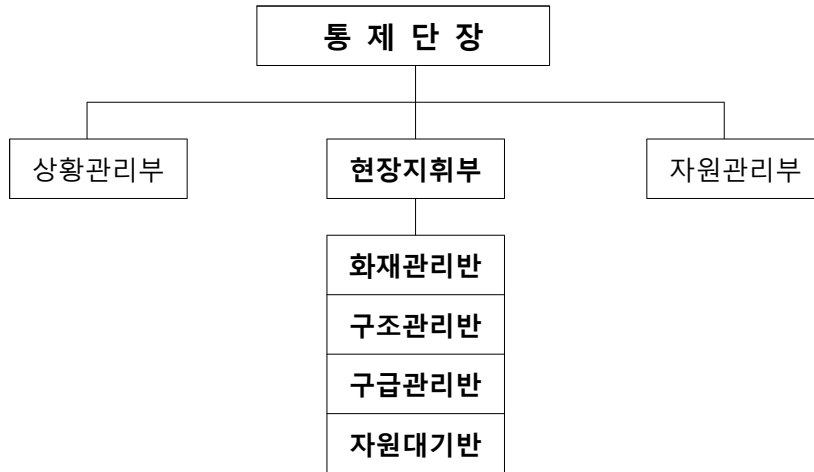 통 제 단 장
상황관리부
현장지휘부
자원관리부
화재관리반
구조관리반
구급관리반
자원대기반